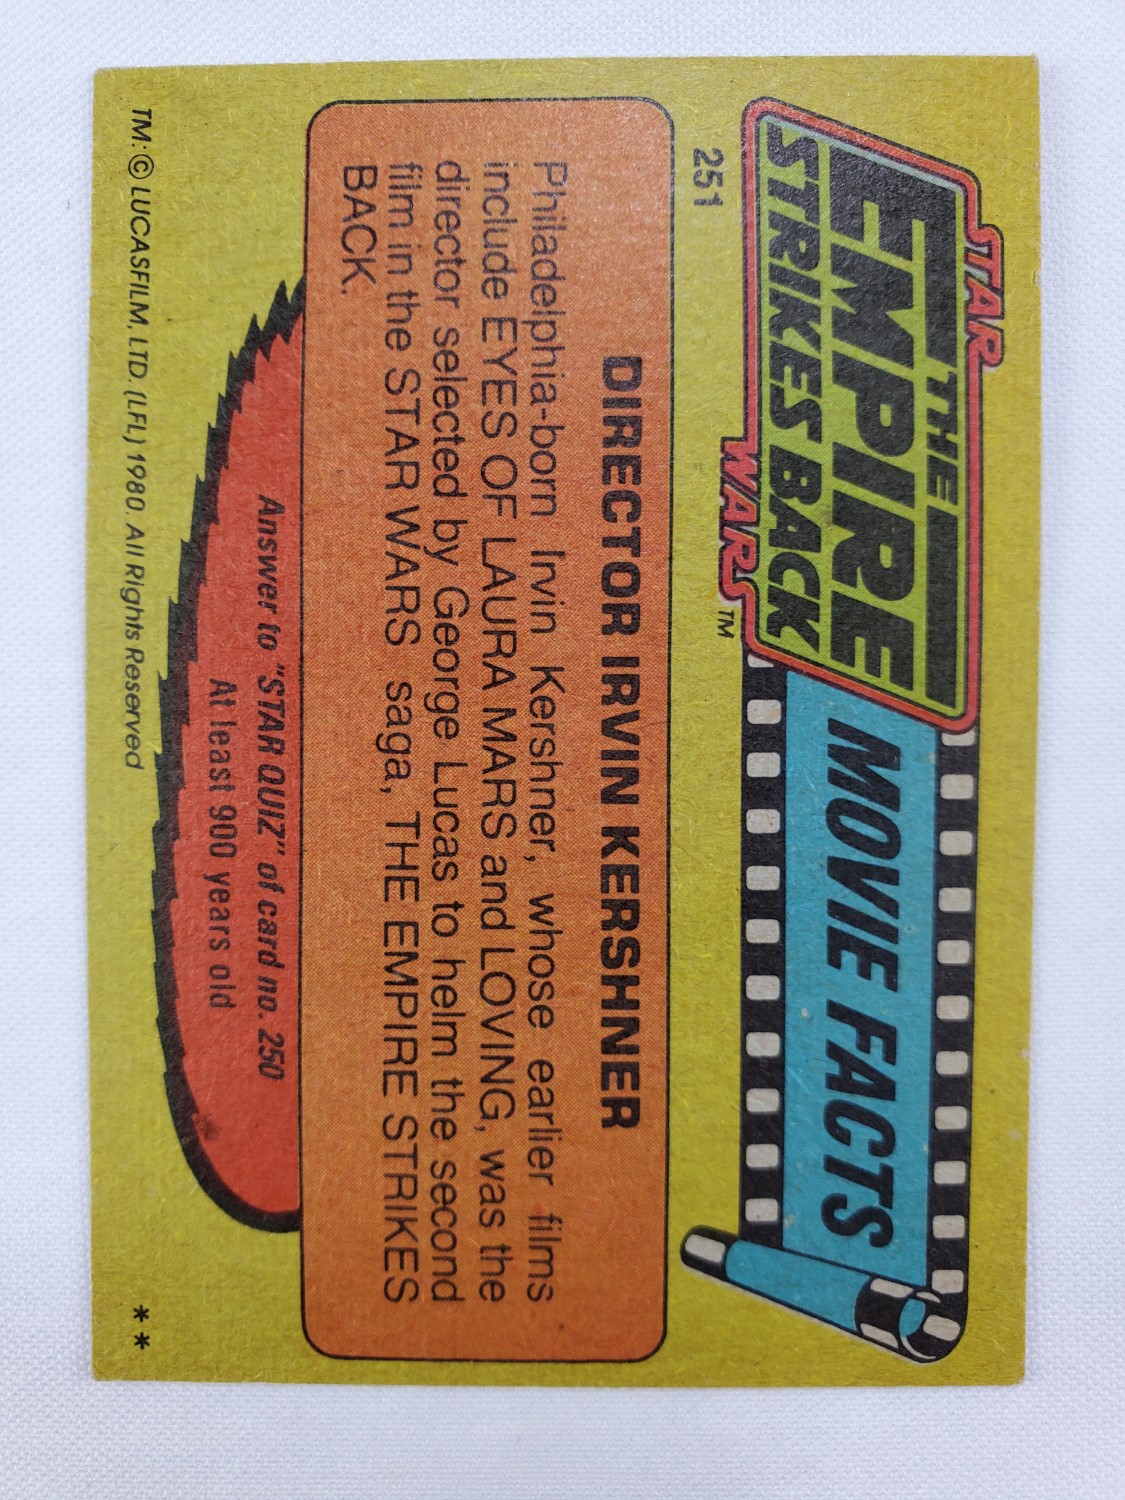 STAR
THE
EMPIRE
STRIKES BACK
WARS™
MOVIE FACTS
251
DIRECTOR IRVIN KERSHNER
Philadelphia-born Irvin Kershner, whose earlier films
include EYES OF LAURA MARS and LOVING, was the
director selected by George Lucas to helm the second
film in the STAR WARS saga, THE EMPIRE STRIKES
BACK.
Answer to "STAR QUIZ" of card no. 250
At least 900 years old
TM: © LUCASFILM, LTD. (LFL) 1980. All Rights Reserved
**